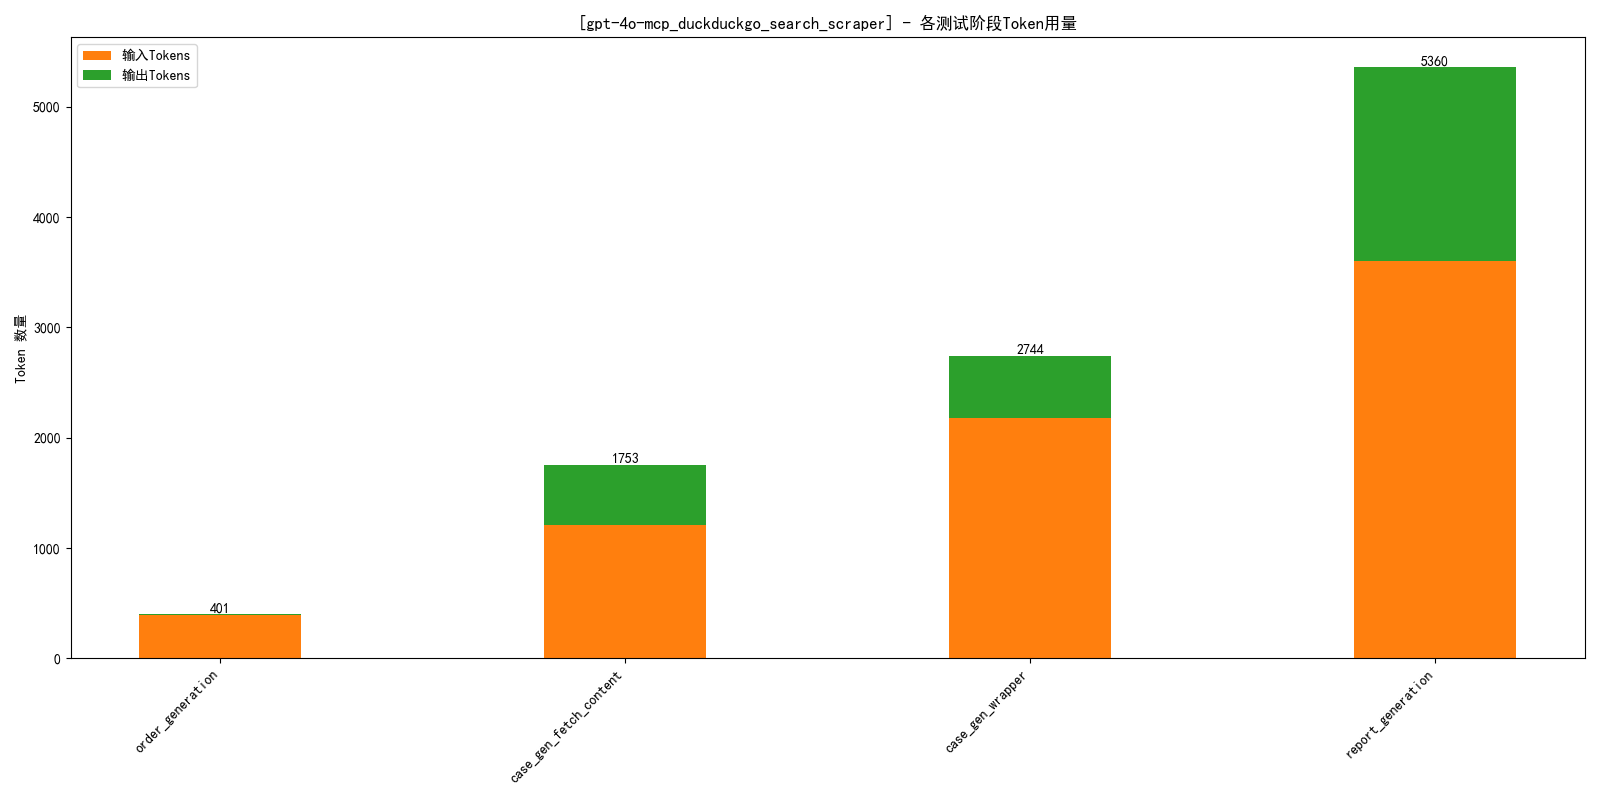 [gpt-4o-mcp_duckduckgo_search_scraper] - 各测试阶段Token用量
输入Tokens
输出Tokens
Token 数量
5000
4000
3000
2000
1000
0
401
1753
2744
5360
order_generation
case_gen_fetch_content
case_gen_wrapper
report_generation